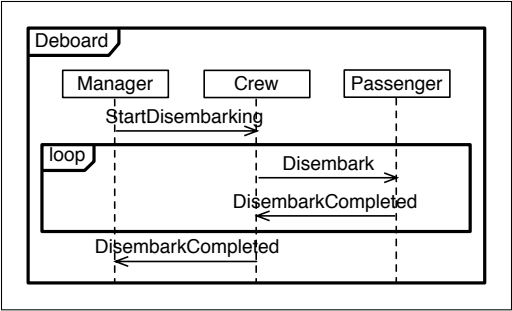 Deboard
Manager Crew Passenger
StartDisembarking
loop
Disembark
DisembarkCompleted
DisembarkCompleted